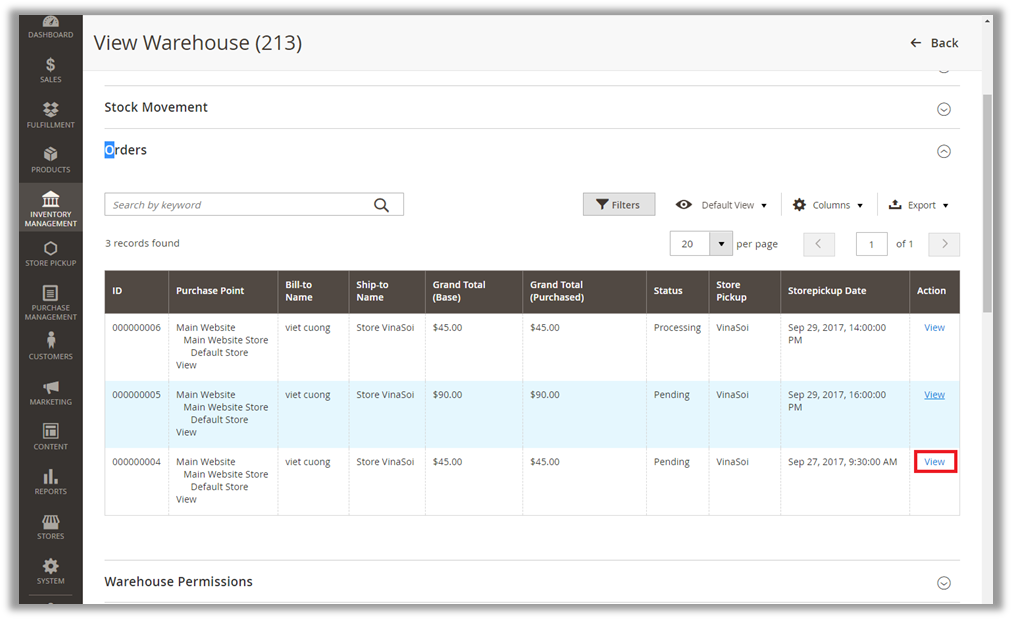 DASHBOARD
$
SALES
FULFILLMENT
PRODUCTS
INVENTORY
MANAGEMENT
STORE PICKUP
PURCHASE
MANAGEMENT
CUSTOMERS
MARKETING
CONTENT
REPORTS
STORES
SYSTEM
View Warehouse (213)
Back
Stock Movement
Orders
Search by keyword
Filters
Default View
Columns
Export
3 records found
20
per page
1
of 1
ID
Purchase Point
Bill-to
Name
Ship-to
Name
Grand Total
(Base)
Grand Total
(Purchased)
Status
Store
Pickup
Storepickup Date
Action
000000006
Main Website
Main Website Store
Default Store
View
viet cuong
Store VinaSoi
$45.00
$45.00
Processing
VinaSoi
Sep 29, 2017, 14:00:00
PM
View
000000005
Main Website
Main Website Store
Default Store
View
viet cuong
Store VinaSoi
$90.00
$90.00
Pending
VinaSoi
Sep 29, 2017, 16:00:00
PM
View
000000004
Main Website
Main Website Store
Default Store
View
viet cuong
Store VinaSoi
$45.00
$45.00
Pending
VinaSoi
Sep 27, 2017, 9:30:00 AM
View
Warehouse Permissions